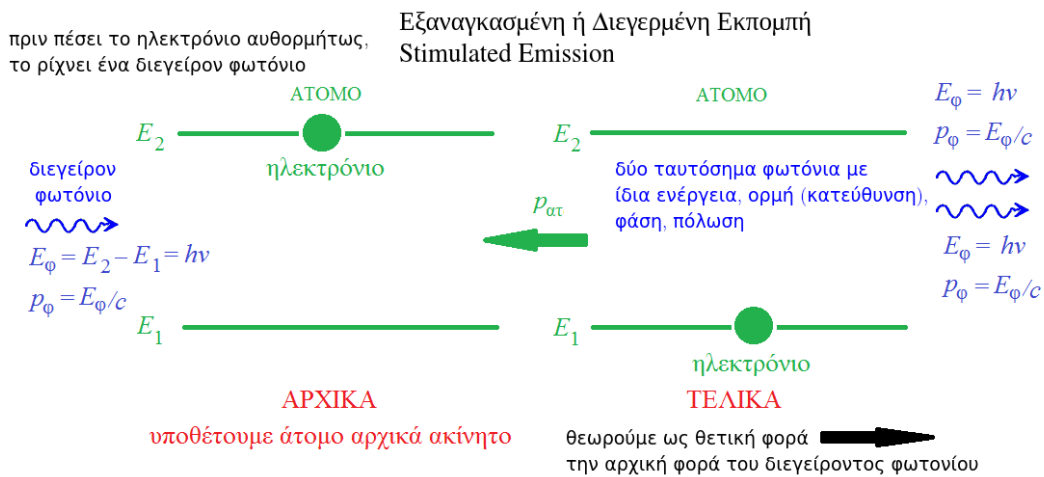 πριν πέσει το ηλεκτρόνιο αυθορμήτως,
το ρίχνει ένα διεγείρον φωτόνιο
Εξαναγκασμένη ή Διεγερμένη Εκπομπή
Stimulated Emission
ΑΤΟΜΟ
E₂
ηλεκτρόνιο
διεγείρον
φωτόνιο
Eφ = E₂ – E₁ = hν
pφ = Eφ/c
E₁
ΑΡΧΙΚΑ
υποθέτουμε άτομο αρχικά ακίνητο
ΑΤΟΜΟ
E₂
δύο ταυτόσημα φωτόνια με
ίδια ενέργεια, ορμή (κατεύθυνση),
φάση, πόλωση
pατ
Eφ = hν
pφ = Eφ/c
Eφ = hν
pφ = Eφ/c
E₁
ηλεκτρόνιο
ΤΕΛΙΚΑ
θεωρούμε ως θετική φορά
την αρχική φορά του διεγείροντος φωτονίου